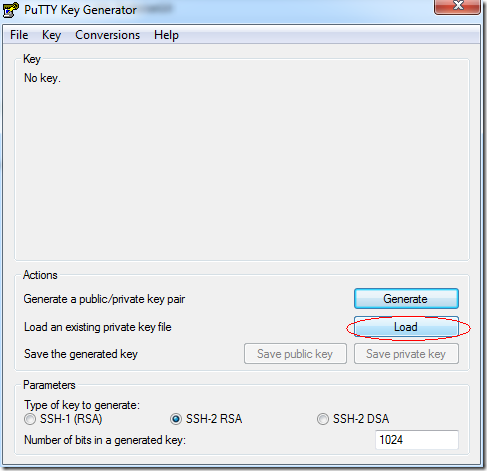 PuTTY Key Generator
File Key Conversions Help
Key
No key.
Actions
Generate a public/private key pair Generate
Load an existing private key file Load
Save the generated key Save public key Save private key
Parameters
Type of key to generate:
SSH-1 (RSA) SSH-2 RSA SSH-2 DSA
Number of bits in a generated key: 1024